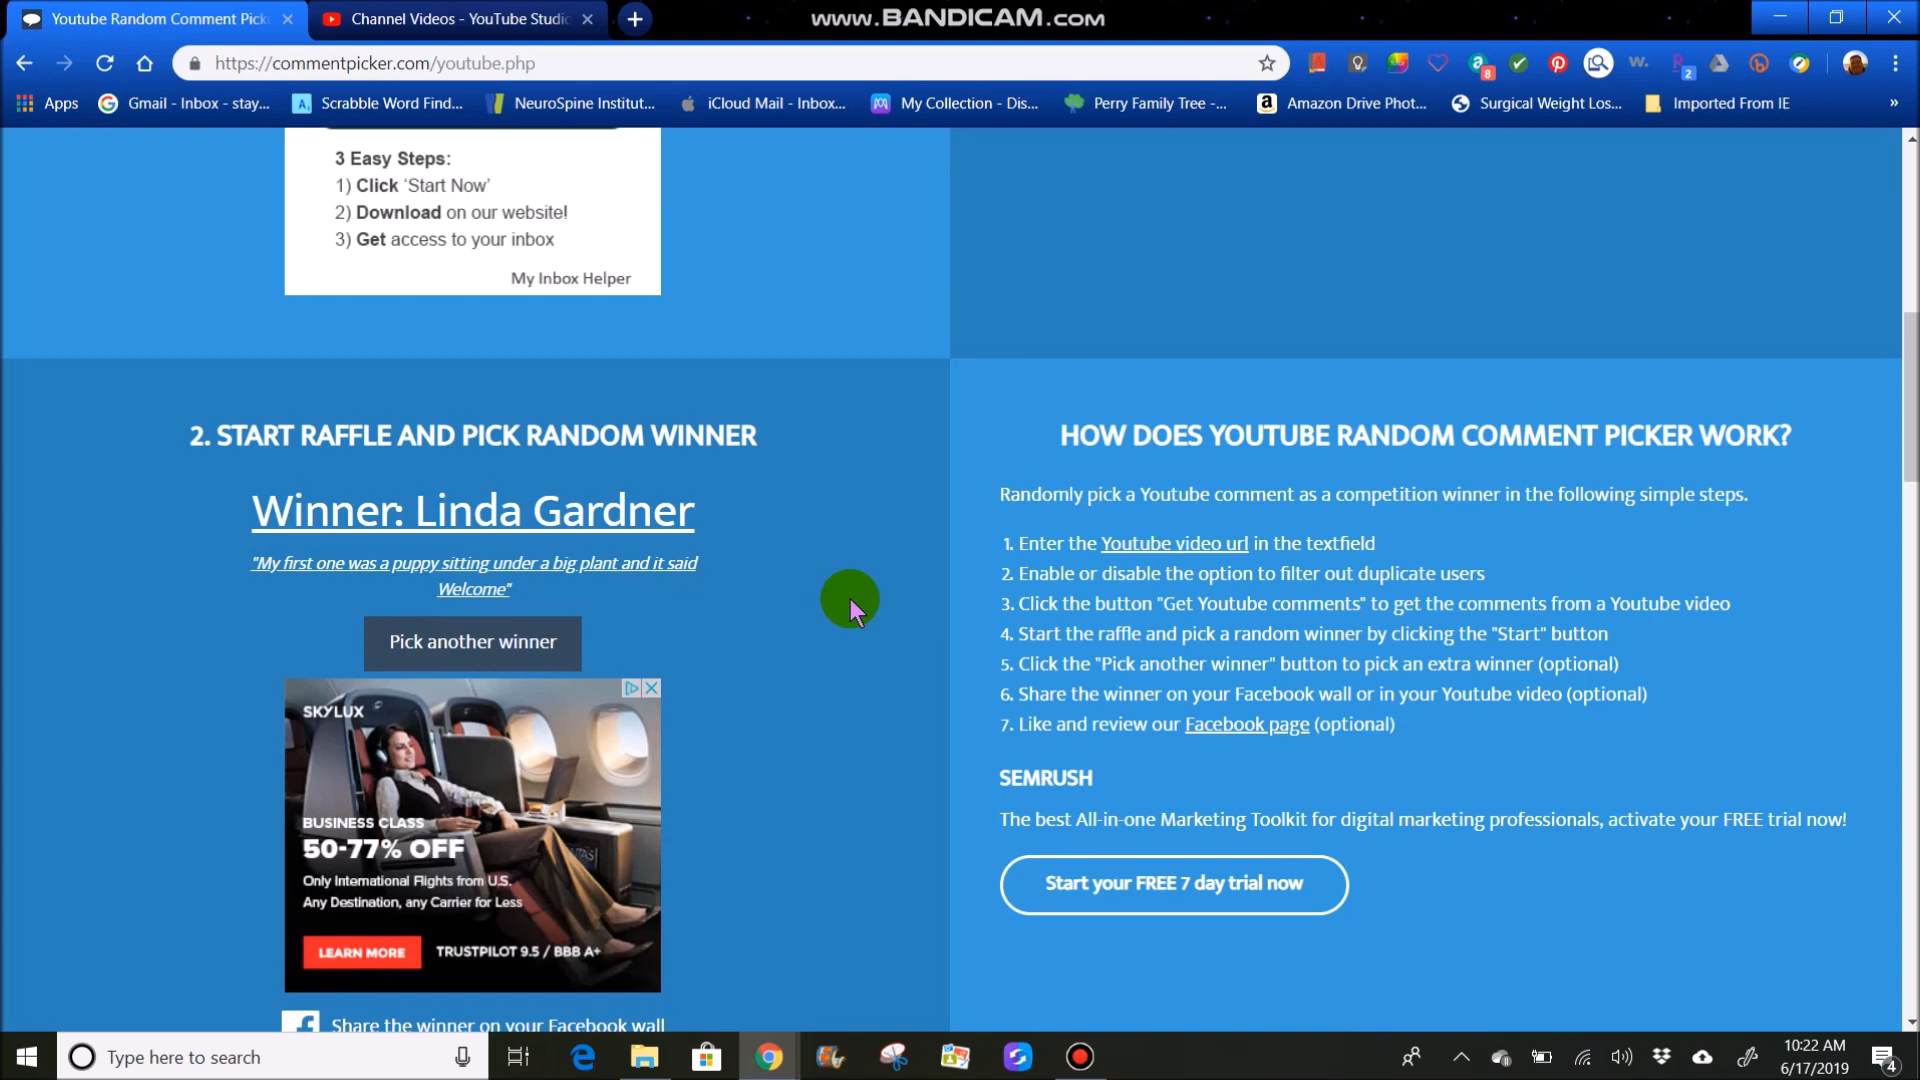 Youtube Random Comment Pick
Channel Videos - YouTube Studio
www.BANDICAM.com
https://commentpicker.com/youtube.php
8
2
Apps
Gmail - Inbox - stay...
Scrabble Word Find...
NeuroSpine Institut...
iCloud Mail - Inbox...
My Collection - Dis...
Perry Family Tree -...
Amazon Drive Phot...
Surgical Weight Los...
Imported From IE
»
3 Easy Steps:
1) Click 'Start Now'
2) Download on our website!
3) Get access to your inbox
My Inbox Helper
2. START RAFFLE AND PICK RANDOM WINNER
Winner: Linda Gardner
"My first one was a puppy sitting under a big plant and it said
Welcome"
Pick another winner
SKYLUX
BUSINESS CLASS
50-77% OFF
Only International Flights from U.S.
Any Destination, any Carrier for Less
LEARN MORE
TRUSTPILOT 9.5 / BBB A+
Share the winner on your Facebook wall
HOW DOES YOUTUBE RANDOM COMMENT PICKER WORK?
Randomly pick a Youtube comment as a competition winner in the following simple steps.
1. Enter the Youtube video url in the textfield
2. Enable or disable the option to filter out duplicate users
3. Click the button "Get Youtube comments" to get the comments from a Youtube video
4. Start the raffle and pick a random winner by clicking the "Start" button
5. Click the "Pick another winner" button to pick an extra winner (optional)
6. Share the winner on your Facebook wall or in your Youtube video (optional)
7. Like and review our Facebook page (optional)
SEMRUSH
The best All-in-one Marketing Toolkit for digital marketing professionals, activate your FREE trial now!
Start your FREE 7 day trial now
Type here to search
10:22 AM
6/17/2019
4